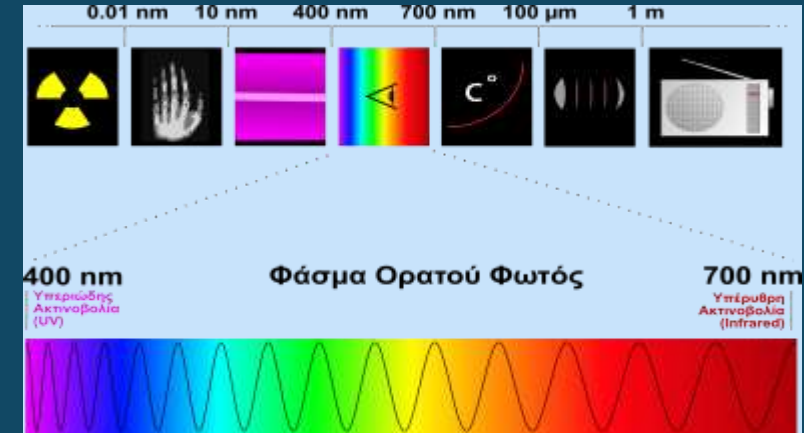 0.01 nm 10 nm 400 nm 700 nm 100 μm 1 m
C°
400 nm Φάσμα Ορατού Φωτός 700 nm
Υπεριώδης
Ακτινοβολία
(UV)
Υπέρυθρη
Ακτινοβολία
(Infrared)